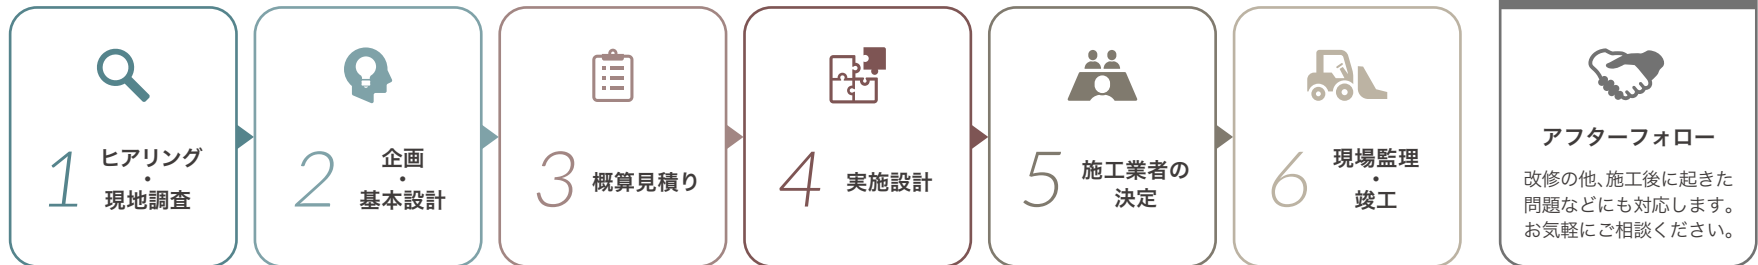 1
ヒアリング
・
現地調査
2
企画
・
基本設計
3
概算見積り
4
実施設計
5
施工業者の
決定
6
現場監理
・
竣工
アフターフォロー
改修の他、施工後に起きた
問題などにも対応します。
お気軽にご相談ください。